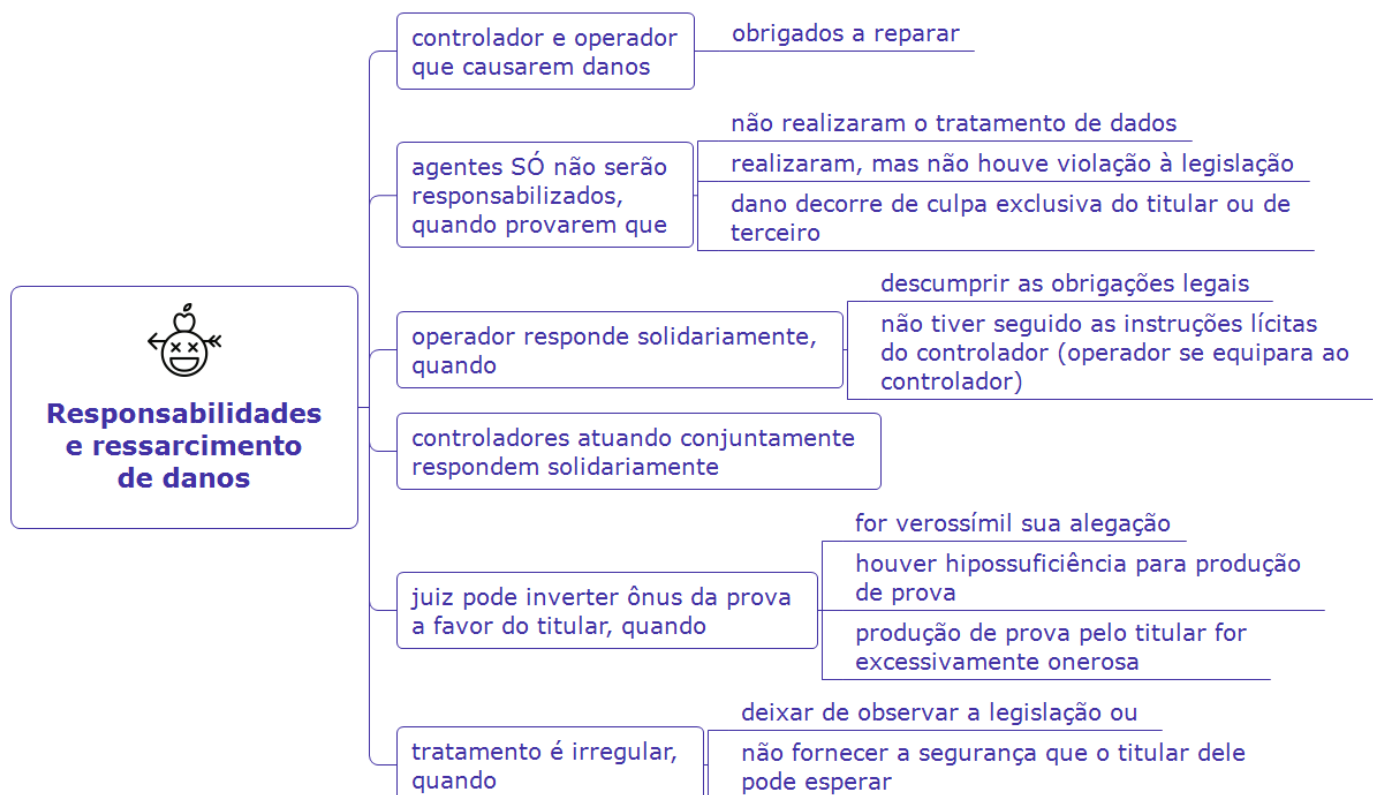 Responsabilidades
e ressarcimento
de danos
controlador e operador
que causarem danos
obrigados a reparar
agentes SÓ não serão
responsabilizados,
quando provarem que
não realizaram o tratamento de dados
realizaram, mas não houve violação à legislação
dano decorre de culpa exclusiva do titular ou de
terceiro
operador responde solidariamente,
quando
descumprir as obrigações legais
não tiver seguido as instruções lícitas
do controlador (operador se equipara ao
controlador)
controladores atuando conjuntamente
respondem solidariamente
juiz pode inverter ônus da prova
a favor do titular, quando
for verossímil sua alegação
houver hipossuficiência para produção
de prova
produção de prova pelo titular for
excessivamente onerosa
tratamento é irregular,
quando
deixar de observar a legislação ou
não fornecer a segurança que o titular dele
pode esperar